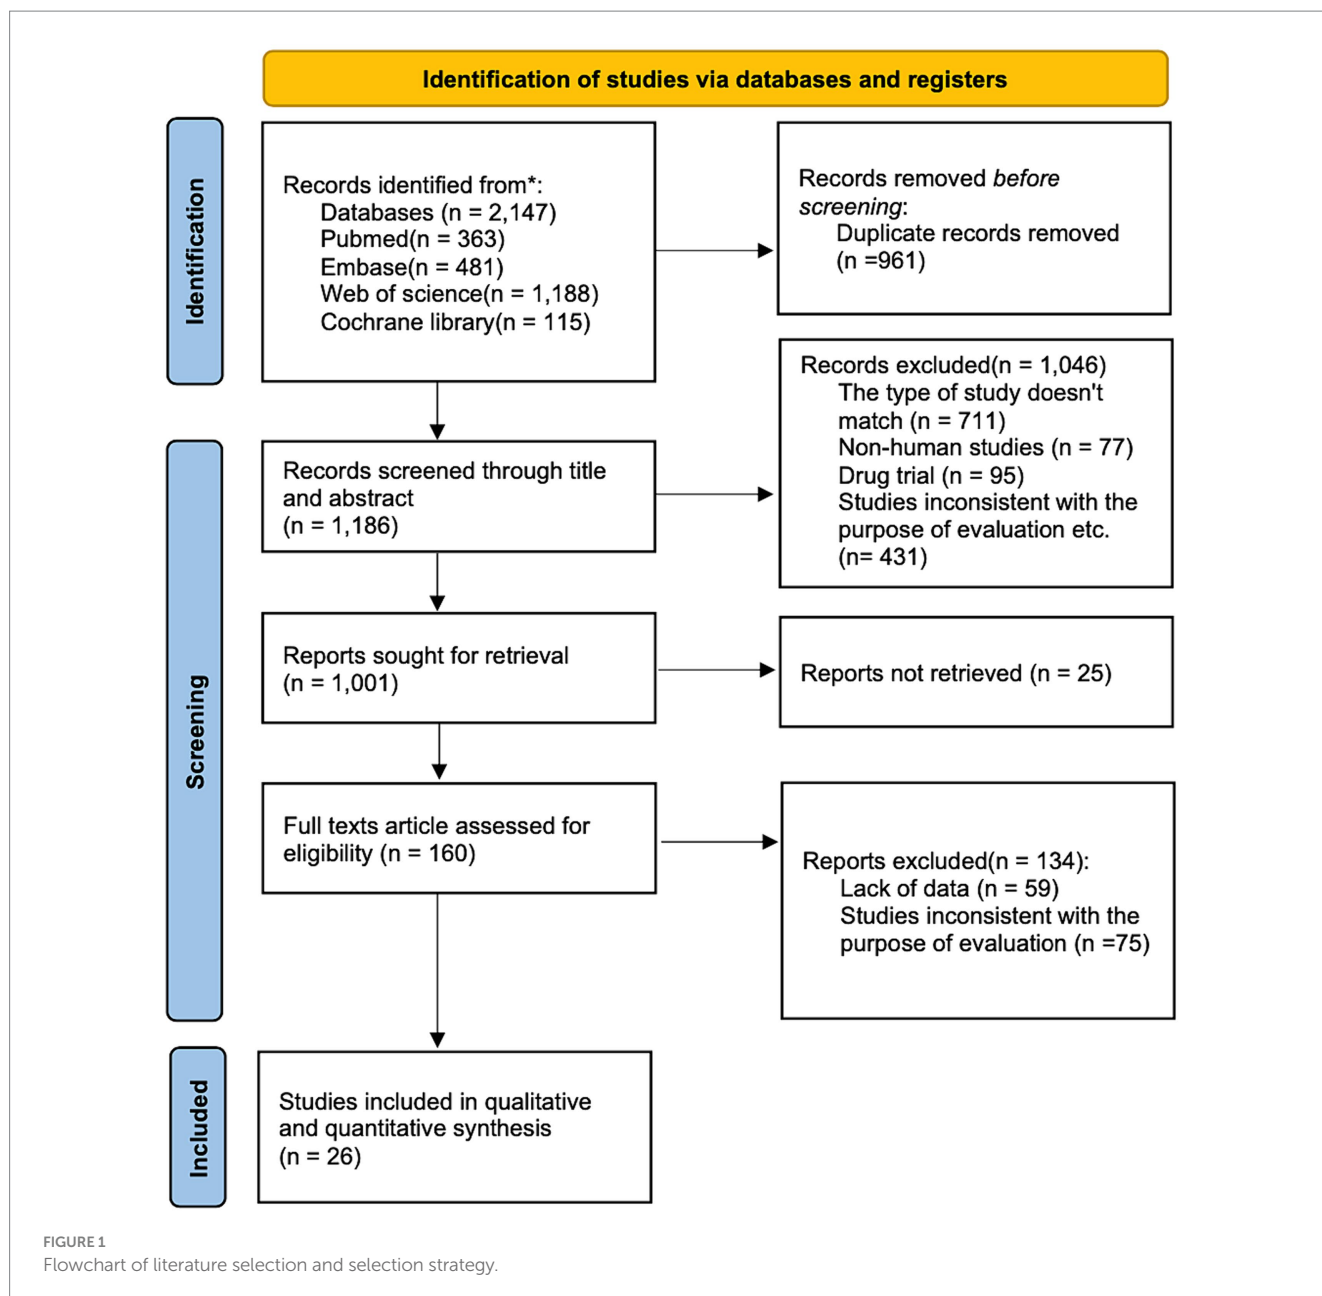 Identification of studies via databases and registers
Identification
Records identified from*:
Databases (n = 2,147)
Pubmed(n = 363)
Embase(n = 481)
Web of science(n = 1,188)
Cochrane library(n = 115)
Records removed before
screening:
Duplicate records removed
(n =961)
Screening
Records screened through title
and abstract
(n = 1,186)
Records excluded(n = 1,046)
The type of study doesn't
match (n = 711)
Non-human studies (n = 77)
Drug trial (n = 95)
Studies inconsistent with the
purpose of evaluation etc.
(n= 431)
Reports sought for retrieval
(n = 1,001)
Reports not retrieved (n = 25)
Full texts article assessed for
eligibility (n = 160)
Reports excluded(n = 134):
Lack of data (n = 59)
Studies inconsistent with the
purpose of evaluation (n =75)
Included
Studies included in qualitative
and quantitative synthesis
(n = 26)
FIGURE 1
Flowchart of literature selection and selection strategy.